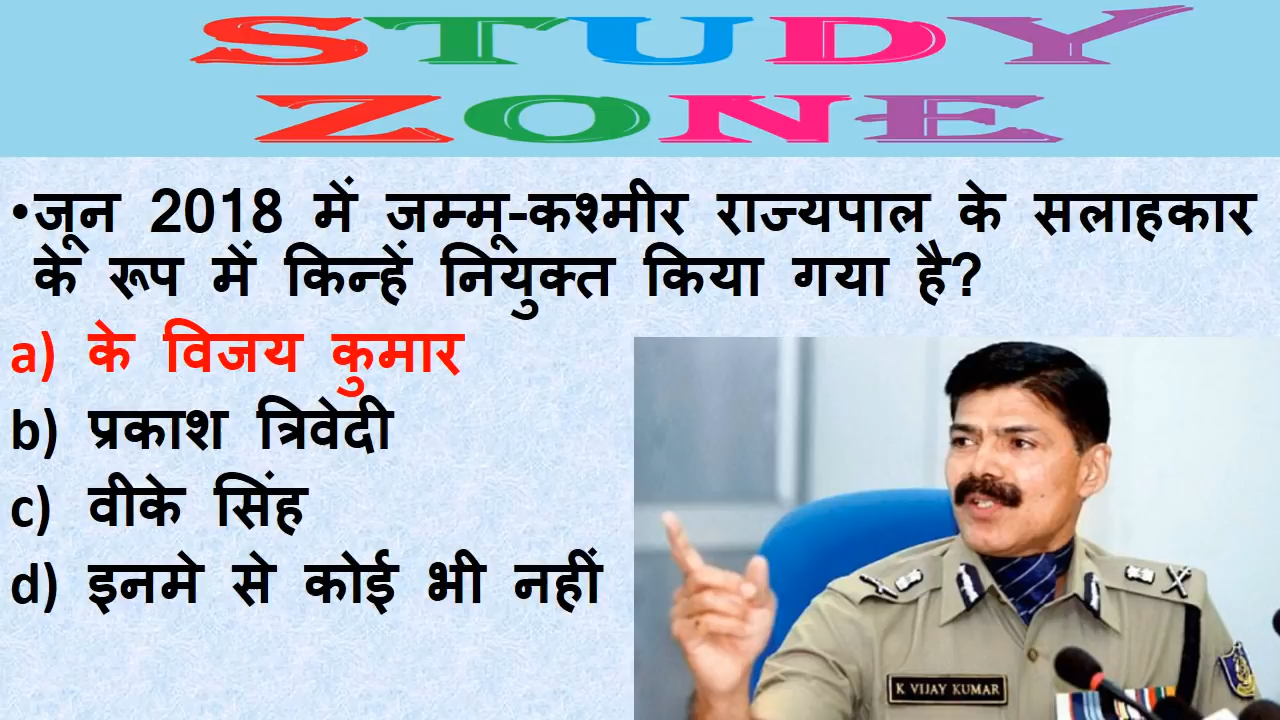 STUDY
ZONE
•जून 2018 में जम्मू-कश्मीर राज्यपाल के सलाहकार
के रूप में किन्हें नियुक्त किया गया है?
a) के विजय कुमार
b) प्रकाश त्रिवेदी
c) वीके सिंह
d) इनमे से कोई भी नहीं
K VIJAY KUMAR